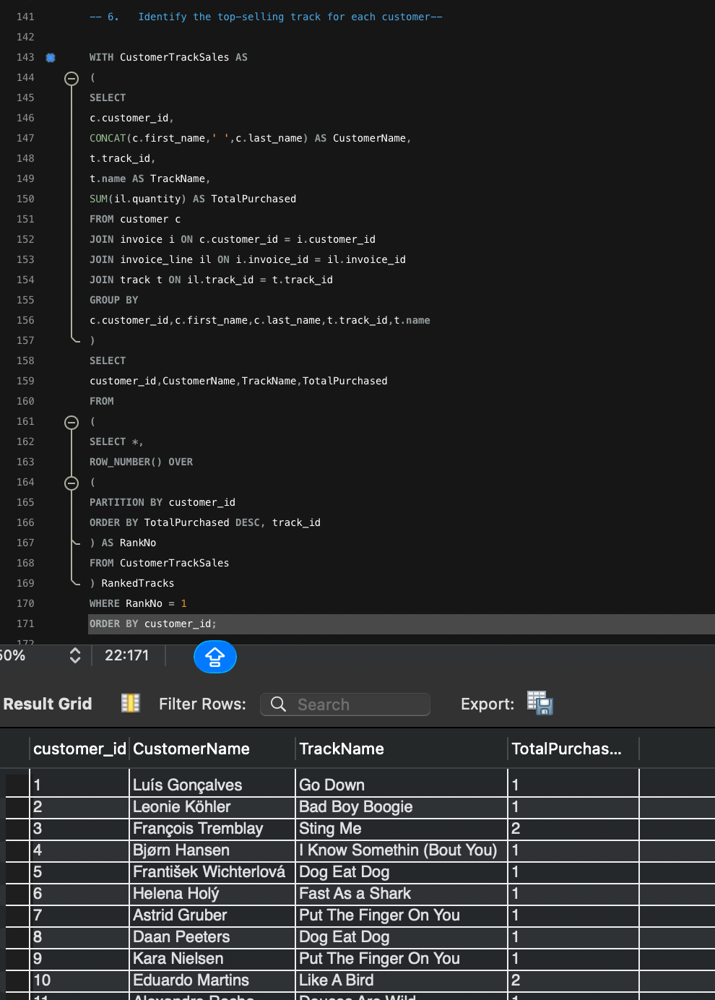 141 -- 6.   Identify the top-selling track for each customer--
142
143 WITH CustomerTrackSales AS
144 (
145 SELECT
146 c.customer_id,
147 CONCAT(c.first_name,' ',c.last_name) AS CustomerName,
148 t.track_id,
149 t.name AS TrackName,
150 SUM(il.quantity) AS TotalPurchased
151 FROM customer c
152 JOIN invoice i ON c.customer_id = i.customer_id
153 JOIN invoice_line il ON i.invoice_id = il.invoice_id
154 JOIN track t ON il.track_id = t.track_id
155 GROUP BY
156 c.customer_id,c.first_name,c.last_name,t.track_id,t.name
157 )
158 SELECT
159 customer_id,CustomerName,TrackName,TotalPurchased
160 FROM
161 (
162 SELECT *,
163 ROW_NUMBER() OVER
164 (
165 PARTITION BY customer_id
166 ORDER BY TotalPurchased DESC, track_id
167 ) AS RankNo
168 FROM CustomerTrackSales
169 ) RankedTracks
170 WHERE RankNo = 1
171 ORDER BY customer_id;
172
50% 22:171
Result Grid Filter Rows: Search Export:
customer_id CustomerName TrackName TotalPurchas...
1 Luís Gonçalves Go Down 1
2 Leonie Köhler Bad Boy Boogie 1
3 François Tremblay Sting Me 2
4 Bjørn Hansen I Know Somethin (Bout You) 1
5 František Wichterlová Dog Eat Dog 1
6 Helena Holý Fast As a Shark 1
7 Astrid Gruber Put The Finger On You 1
8 Daan Peeters Dog Eat Dog 1
9 Kara Nielsen Put The Finger On You 1
10 Eduardo Martins Like A Bird 2
11 Alexandre Rocha Deuces Are Wild 1